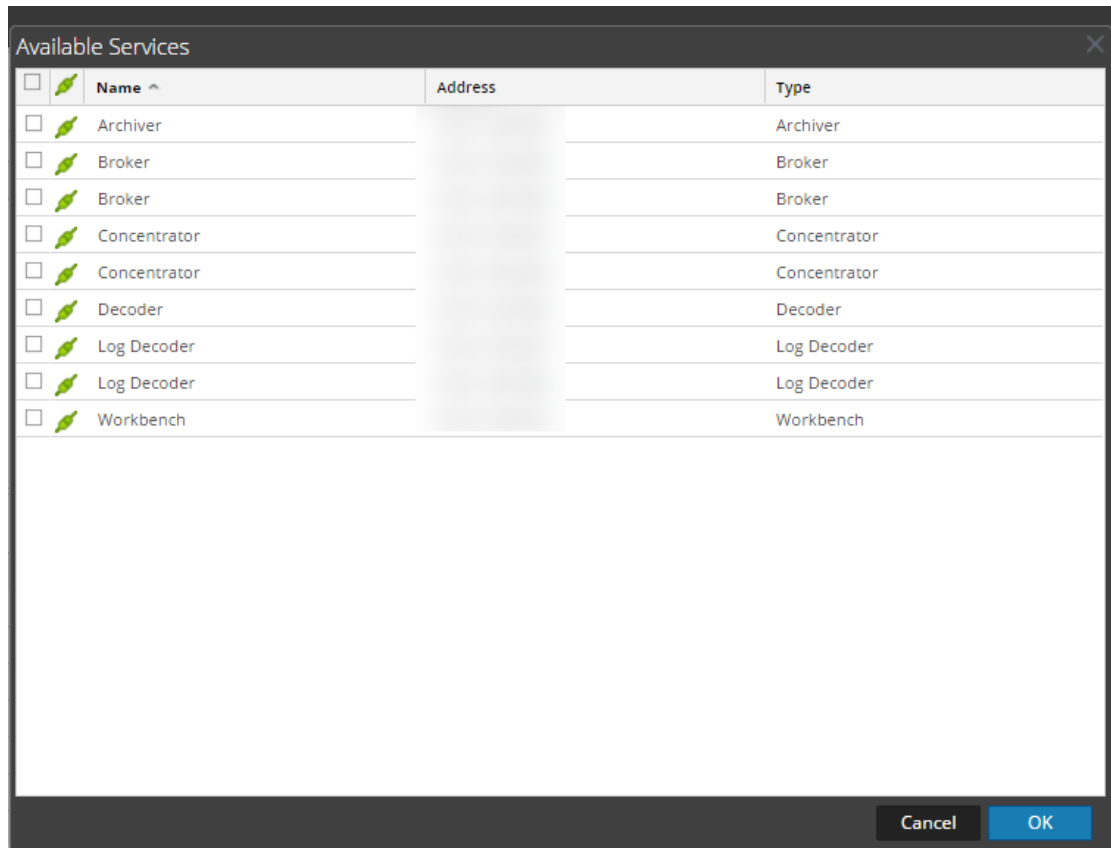 Available Services
Name Address Type
Archiver Archiver
Broker Broker
Broker Broker
Concentrator Concentrator
Concentrator Concentrator
Decoder Decoder
Log Decoder Log Decoder
Log Decoder Log Decoder
Workbench Workbench
Cancel OK